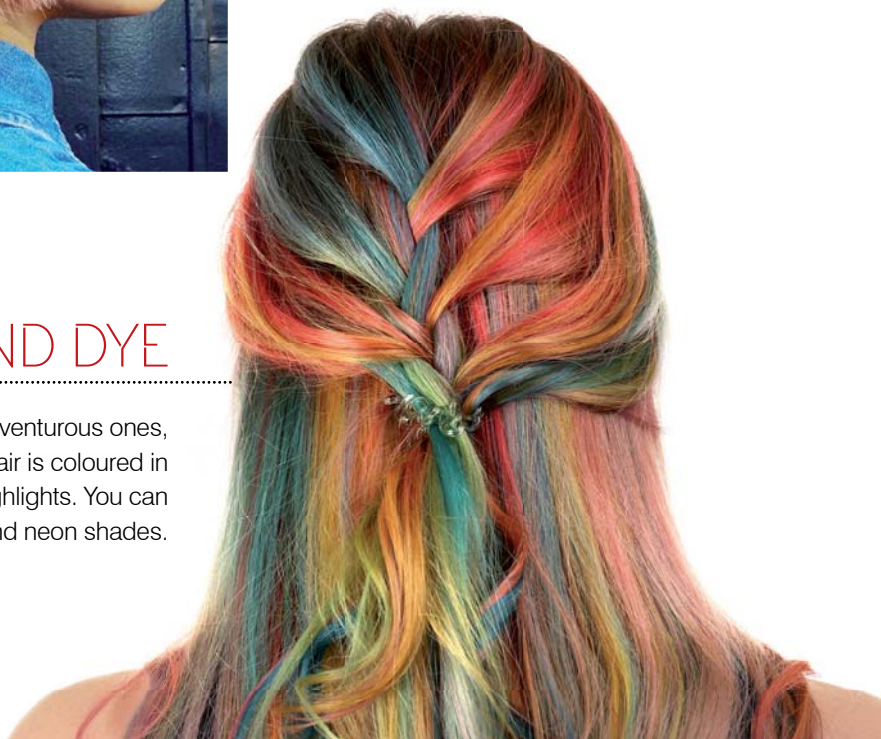 ND DYE
venturous ones,
air is coloured in
ghlights. You can
nd neon shades.